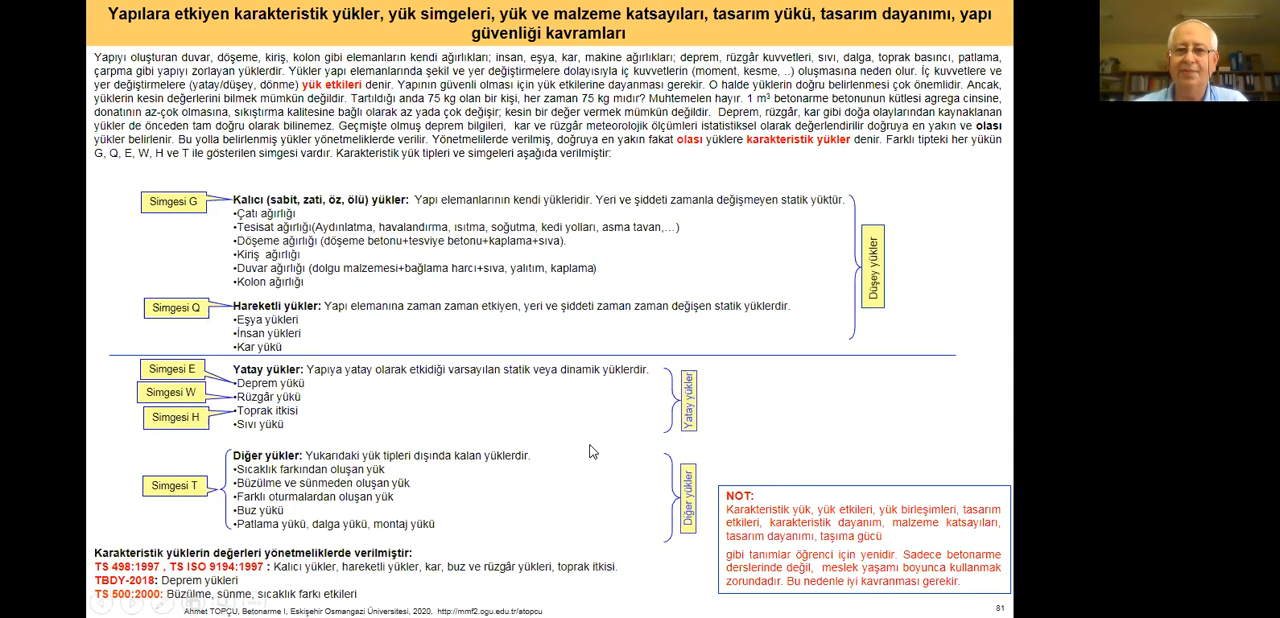 Yapılara etkiyen karakteristik yükler, yük simgeleri, yük ve malzeme katsayıları, tasarım yükü, tasarım dayanımı, yapı
güvenliği kavramları
Yapıyı oluşturan duvar, döşeme, kiriş, kolon gibi elemanların kendi ağırlıkları; insan, eşya, kar, makine ağırlıkları; deprem, rüzgâr kuvvetleri, sıvı, dalga, toprak basıncı, patlama,
çarpma gibi yapıyı zorlayan yüklerdir. Yükler yapı elemanlarında şekil ve yer değiştirmelere dolayısıyla iç kuvvetlerin (moment, kesme, ..) oluşmasına neden olur. İç kuvvetlere ve
yer değiştirmelere (yatay/düşey, dönme) yük etkileri denir. Yapının güvenli olması için yük etkilerine dayanması gerekir. O halde yüklerin doğru belirlenmesi çok önemlidir. Ancak,
yüklerin kesin değerlerini bilmek mümkün değildir. Tartıldığı anda 75 kg olan bir kişi, her zaman 75 kg mıdır? Muhtemelen hayır. 1 m³ betonarme betonunun kütlesi agrega cinsine,
donatının az-çok olmasına, sıkıştırma kalitesine bağlı olarak az yada çok değişir; kesin bir değer vermek mümkün değildir. Deprem, rüzgâr, kar gibi doğa olaylarından kaynaklanan
yükler de önceden tam doğru olarak bilinemez. Geçmişte olmuş deprem bilgileri, kar ve rüzgâr meteorolojik ölçümleri istatistiksel olarak değerlendirilir doğruya en yakın ve olası
yükler belirlenir. Bu yolla belirlenmiş yükler yönetmeliklerde verilir. Yönetmelilerde verilmiş, doğruya en yakın fakat olası yüklere karakteristik yükler denir. Farklı tipteki her yükün
G, Q, E, W, H ve T ile gösterilen simgesi vardır. Karakteristik yük tipleri ve simgeleri aşağıda verilmiştir:
Simgesi G
Kalıcı (sabit, zati, öz, ölü) yükler: Yapı elemanlarının kendi yükleridir. Yeri ve şiddeti zamanla değişmeyen statik yüktür.
•Çatı ağırlığı
•Tesisat ağırlığı(Aydınlatma, havalandırma, ısıtma, soğutma, kedi yolları, asma tavan,...)
•Döşeme ağırlığı (döşeme betonu+tesviye betonu+kaplama+sıva).
•Kiriş ağırlığı
•Duvar ağırlığı (dolgu malzemesi+bağlama harcı+sıva, yalıtım, kaplama)
•Kolon ağırlığı
Düşey yükler
Simgesi Q
Hareketli yükler: Yapı elemanına zaman zaman etkiyen, yeri ve şiddeti zaman zaman değişen statik yüklerdir.
•Eşya yükleri
•İnsan yükleri
•Kar yükü
Simgesi E
Simgesi W
Simgesi H
Yatay yükler: Yapıya yatay olarak etkidiği varsayılan statik veya dinamik yüklerdir.
•Deprem yükü
•Rüzgâr yükü
•Toprak itkisi
•Sıvı yükü
Yatay yükler
Simgesi T
Diğer yükler: Yukarıdaki yük tipleri dışında kalan yüklerdir.
•Sıcaklık farkından oluşan yük
•Büzülme ve sünmeden oluşan yük
•Farklı oturmalardan oluşan yük
•Buz yükü
•Patlama yükü, dalga yükü, montaj yükü
Diğer yükler
NOT:
Karakteristik yük, yük etkileri, yük birleşimleri, tasarım
etkileri, karakteristik dayanım, malzeme katsayıları,
tasarım dayanımı, taşıma gücü
gibi tanımlar öğrenci için yenidir. Sadece betonarme
derslerinde değil, meslek yaşamı boyunca kullanmak
zorundadır. Bu nedenle iyi kavranması gerekir.
Karakteristik yüklerin değerleri yönetmeliklerde verilmiştir:
TS 498:1997 , TS ISO 9194:1997 : Kalıcı yükler, hareketli yükler, kar, buz ve rüzgâr yükleri, toprak itkisi.
TBDY-2018: Deprem yükleri
TS 500:2000: Büzülme, sünme, sıcaklık farkı etkileri
Ahmet TOPÇU, Betonarme I, Eskişehir Osmangazi Üniversitesi, 2020, http://mmf2.ogu.edu.tr/atopcu
81